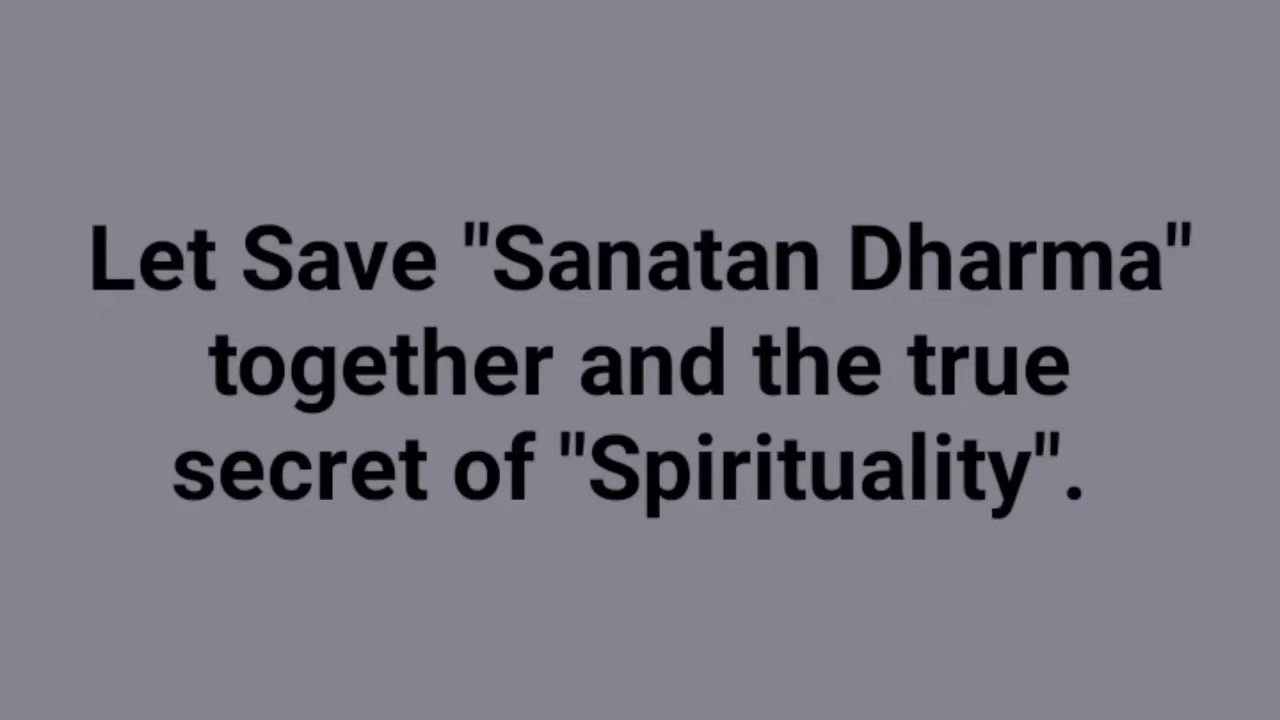 Let Save "Sanatan Dharma"
together and the true
secret of "Spirituality".